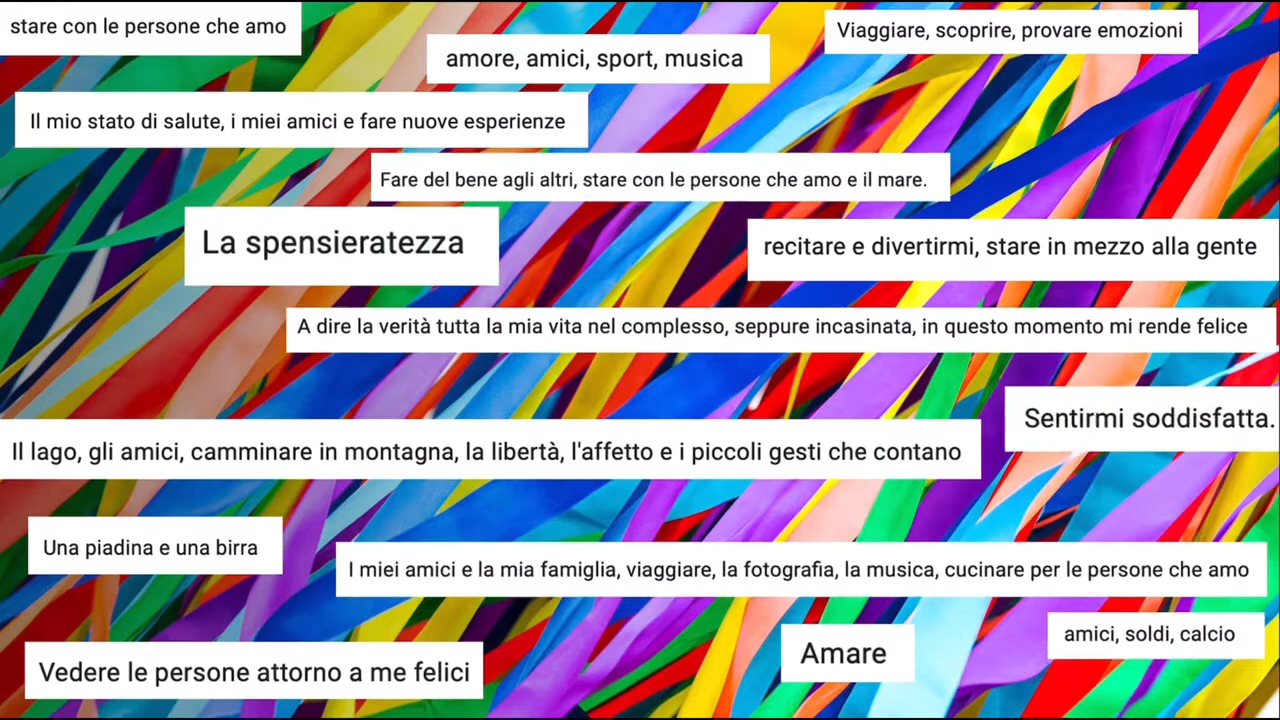 stare con le persone che amo
Viaggiare, scoprire, provare emozioni
amore, amici, sport, musica
Il mio stato di salute, i miei amici e fare nuove esperienze
Fare del bene agli altri, stare con le persone che amo e il mare.
La spensieratezza
recitare e divertirmi, stare in mezzo alla gente
A dire la verità tutta la mia vita nel complesso, seppure incasinata, in questo momento mi rende felice
Sentirmi soddisfatta.
Il lago, gli amici, camminare in montagna, la libertà, l'affetto e i piccoli gesti che contano
Una piadina e una birra
I miei amici e la mia famiglia, viaggiare, la fotografia, la musica, cucinare per le persone che amo
amici, soldi, calcio
Amare
Vedere le persone attorno a me felici